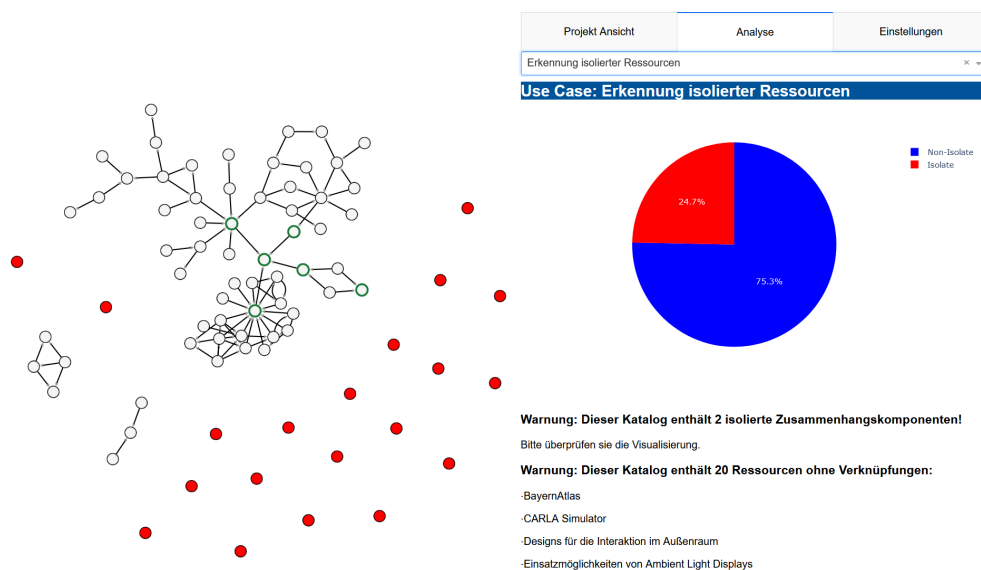 Projekt Ansicht
Analyse
Einstellungen
Erkennung isolierter Ressourcen
Use Case: Erkennung isolierter Ressourcen
Non-Isolate
Isolate
24.7%
75.3%
Warnung: Dieser Katalog enthält 2 isolierte Zusammenhangskomponenten!
Bitte überprüfen sie die Visualisierung.
Warnung: Dieser Katalog enthält 20 Ressourcen ohne Verknüpfungen:
·BayernAtlas
·CARLA Simulator
·Designs für die Interaktion im Außenraum
·Einsatzmöglichkeiten von Ambient Light Displays